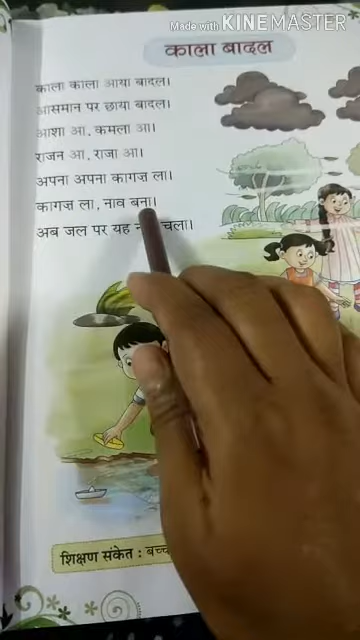 Made with KINEMASTER
काला बादल
काला काला आया बादल।
आसमान पर छाया बादल।
आशा आ, कमला आ।
राजन आ, राजा आ।
अपना अपना कागज़ ला।
कागज़ ला, नाव बना।
अब जल पर यह चला।
शिक्षण संकेत :